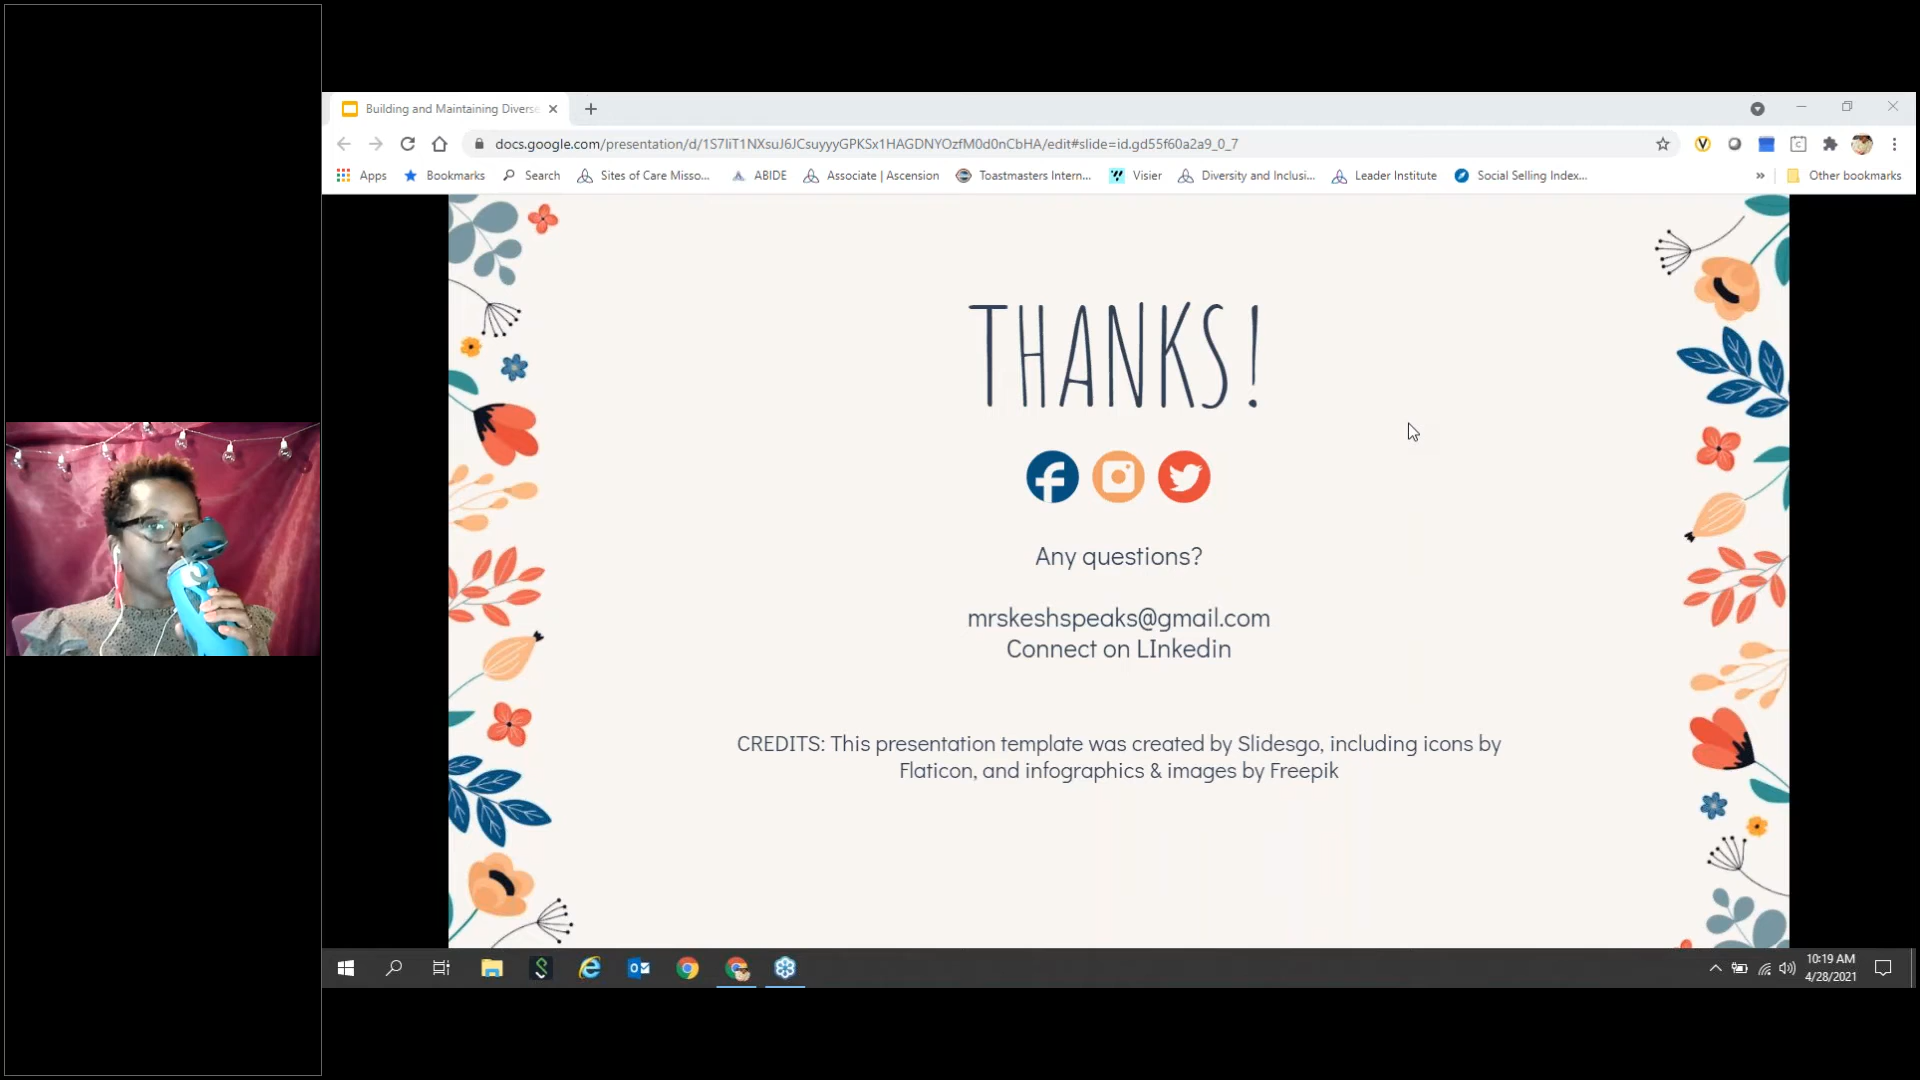 Building and Maintaining Diverse
docs.google.com/presentation/d/1S7IiT1NXsuJ6JCsuyyyGPKSx1HAGDNYOzfM0d0nCbHA/edit#slide=id.gd55f60a2a9_0_7
Apps Bookmarks Search Sites of Care Misso... ABIDE Associate | Ascension Toastmasters Intern... Visier Diversity and Inclusi... Leader Institute Social Selling Index... » Other bookmarks
THANKS!
Any questions?
mrskeshspeaks@gmail.com
Connect on LInkedin
CREDITS: This presentation template was created by Slidesgo, including icons by
Flaticon, and infographics & images by Freepik
10:19 AM
4/28/2021